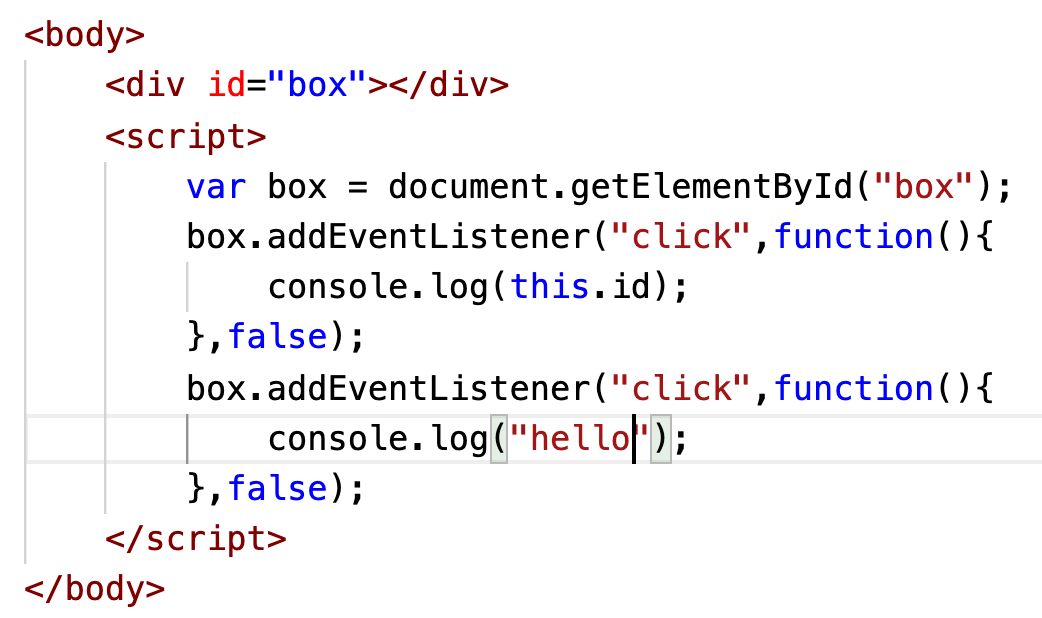 <body>
    <div id="box"></div>
    <script>
        var box = document.getElementById("box");
        box.addEventListener("click",function(){
            console.log(this.id);
        },false);
        box.addEventListener("click",function(){
            console.log("hello");
        },false);
    </script>
</body>